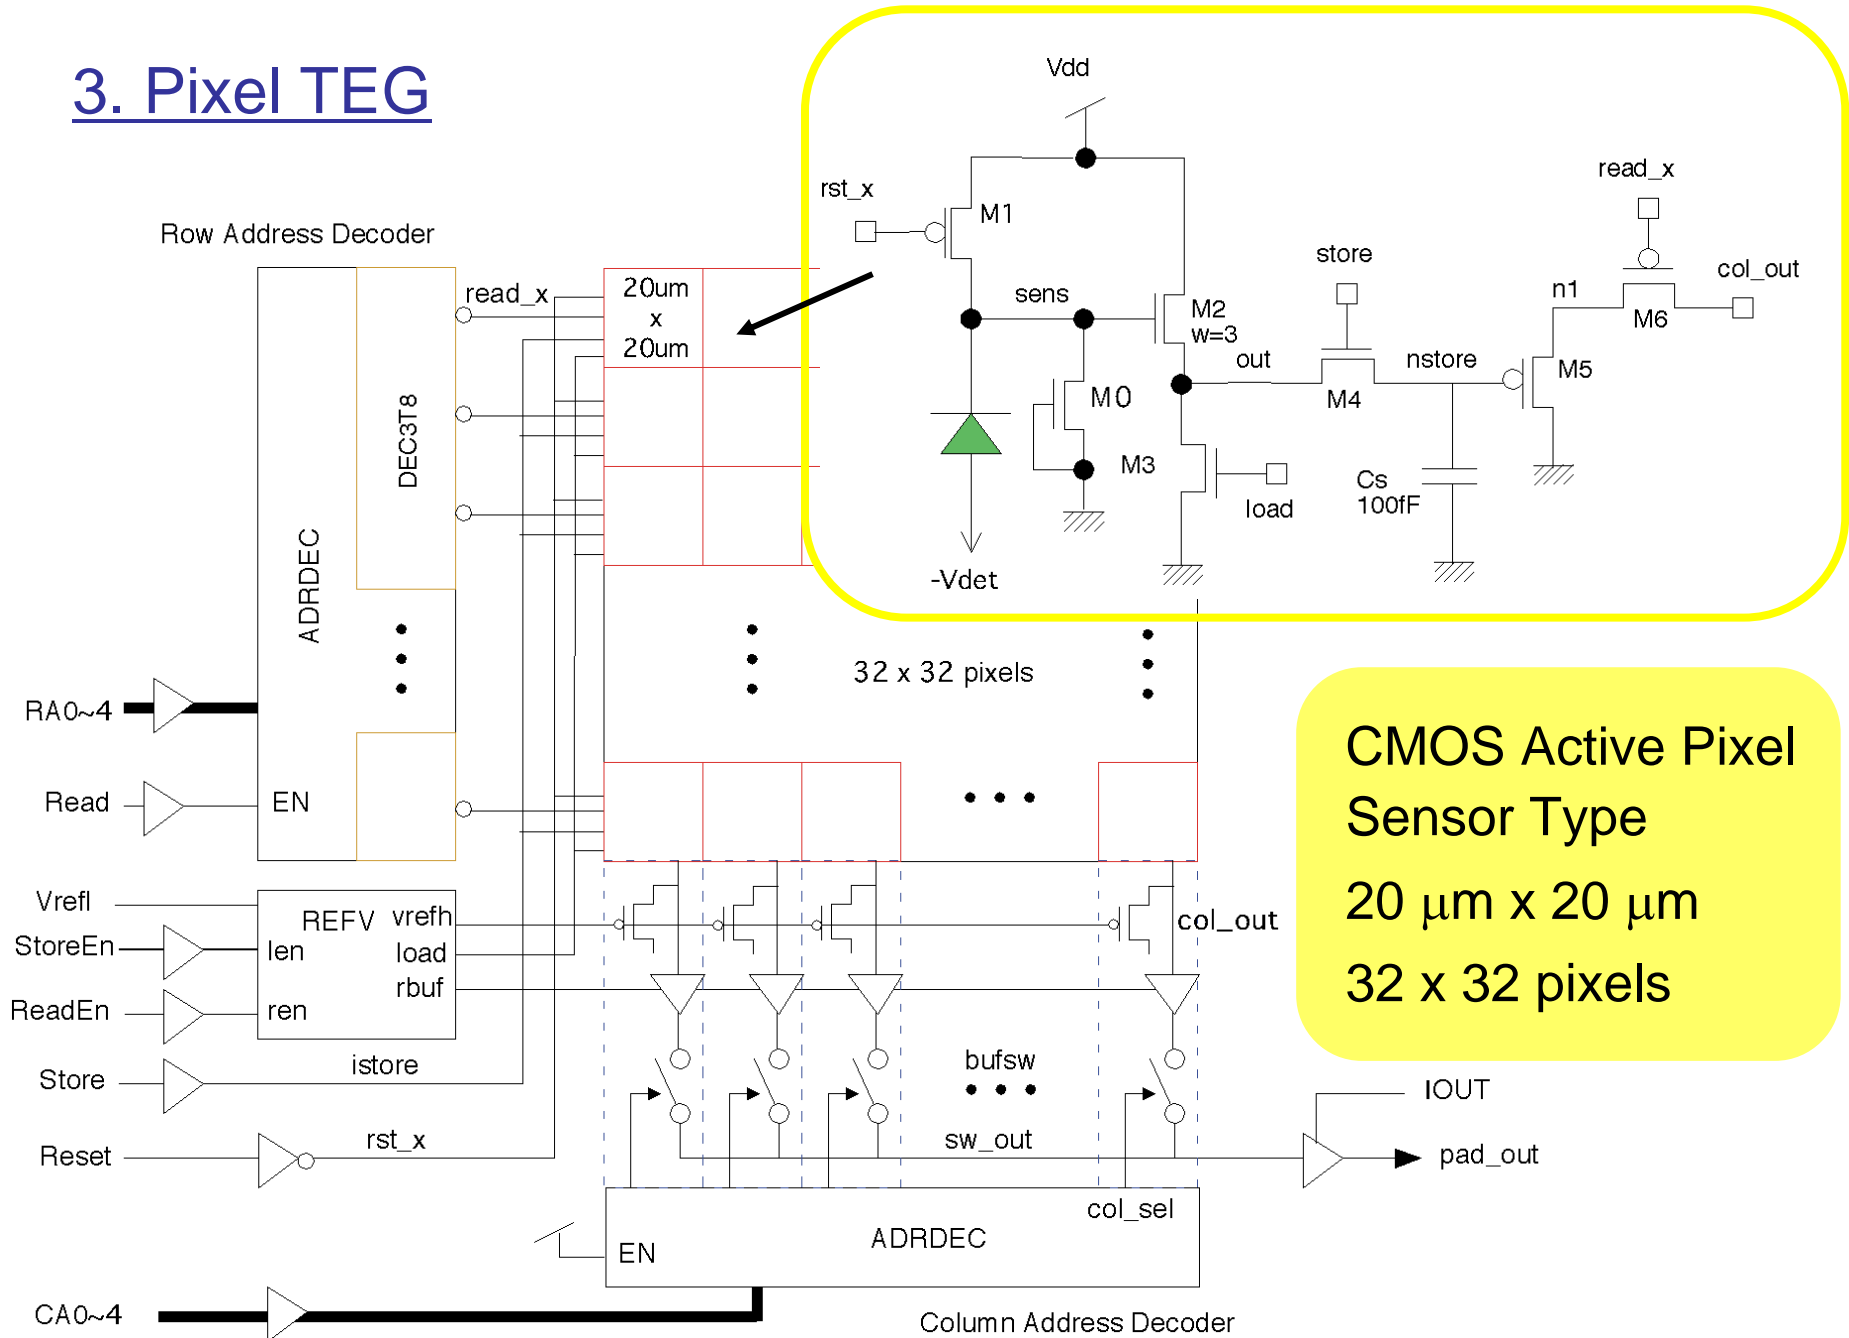 3. Pixel TEG
Vdd
rst_x
M1
read_x
store
col_out
sens
M2
w=3
n1
M6
out
nstore
M5
M4
M0
M3
Cs
100fF
load
-Vdet
Row Address Decoder
read_x
20um
x
20um
DEC3T8
ADRDEC
32 x 32 pixels
RA0~4
Read
EN
CMOS Active Pixel
Sensor Type
20 μm x 20 μm
32 x 32 pixels
Vrefl
REFV
vrefh
StoreEn
len
load
rbuf
ReadEn
ren
col_out
Store
istore
bufsw
IOUT
Reset
rst_x
sw_out
pad_out
col_sel
EN
ADRDEC
CA0~4
Column Address Decoder